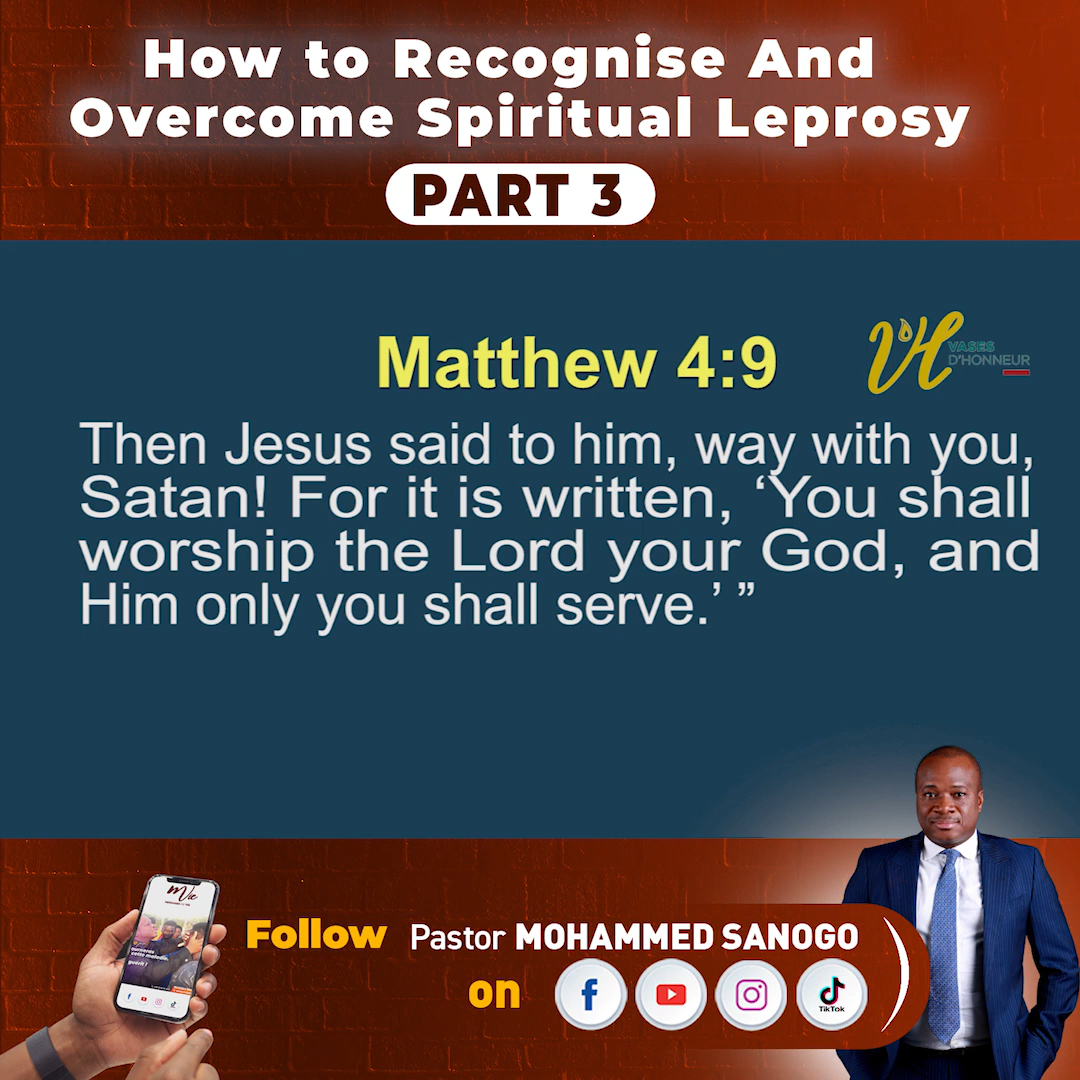 How to Recognise And
Overcome Spiritual Leprosy
PART 3
Matthew 4:9
VH VASES
D'HONNEUR
Then Jesus said to him, way with you,
Satan! For it is written, ‘You shall
worship the Lord your God, and
Him only you shall serve.’ ”
Follow Pastor MOHAMMED SANOGO
on
TikTok